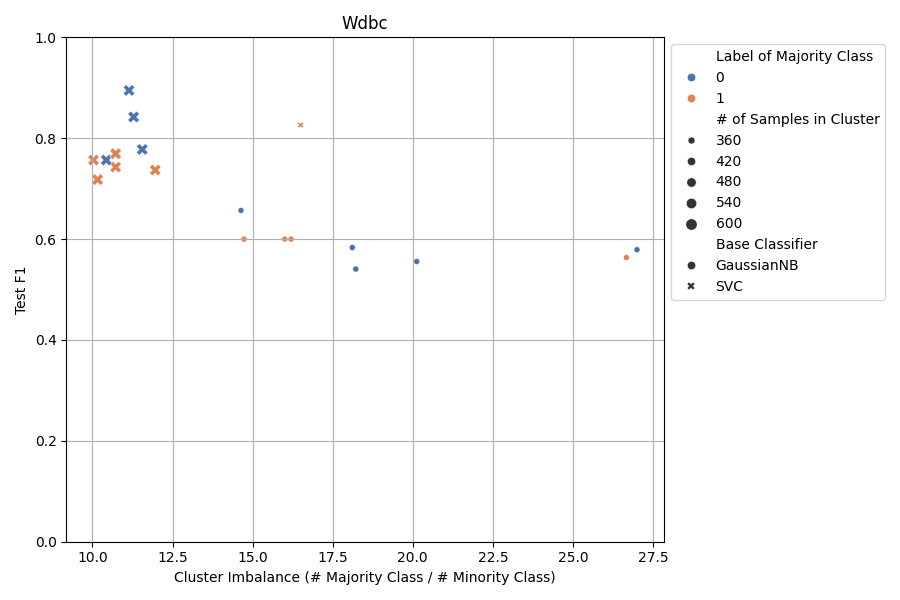 Wdbc
1.0
0.8
0.6
0.4
0.2
0.0
Test F1
10.0 12.5 15.0 17.5 20.0 22.5 25.0 27.5
Cluster Imbalance (# Majority Class / # Minority Class)
Label of Majority Class
0
1
# of Samples in Cluster
360
420
480
540
600
Base Classifier
GaussianNB
SVC